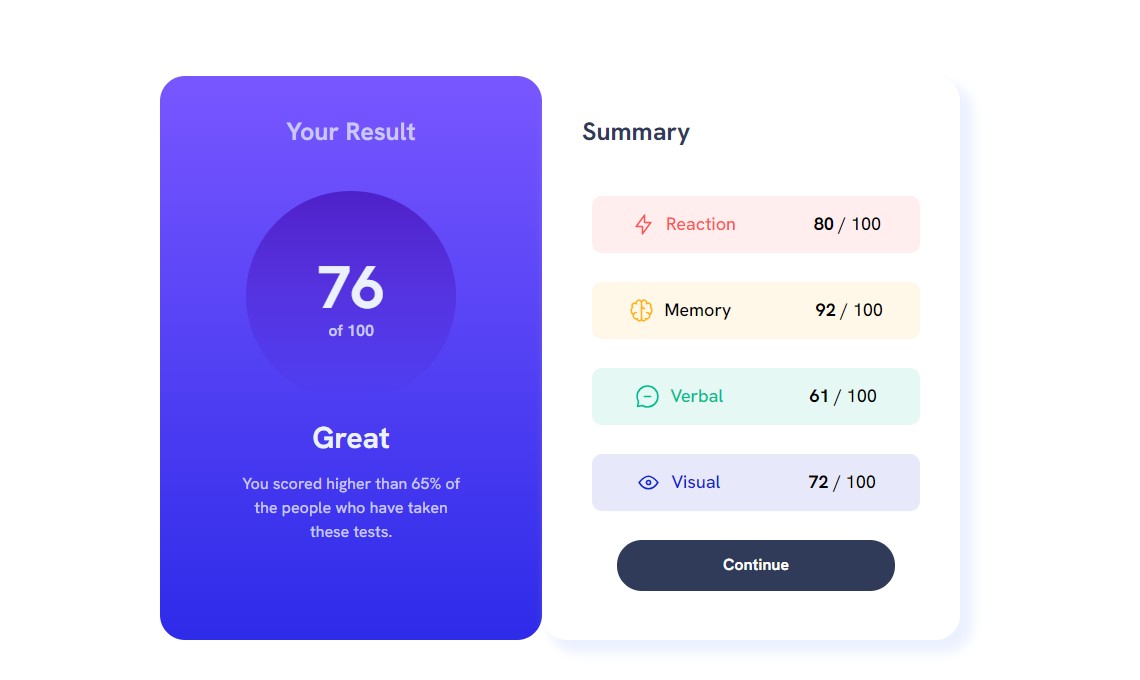 Your Result
76
of 100
Great
You scored higher than 65% of
the people who have taken
these tests.
Summary
Reaction 80 / 100
Memory 92 / 100
Verbal 61 / 100
Visual 72 / 100
Continue